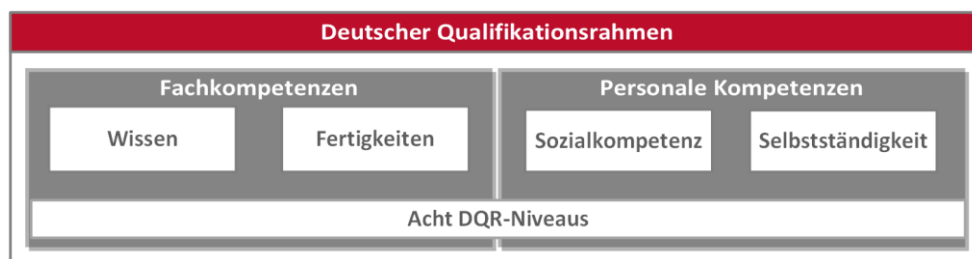 Deutscher Qualifikationsrahmen
Fachkompetenzen
Wissen
Fertigkeiten
Personale Kompetenzen
Sozialkompetenz
Selbstständigkeit
Acht DQR-Niveaus